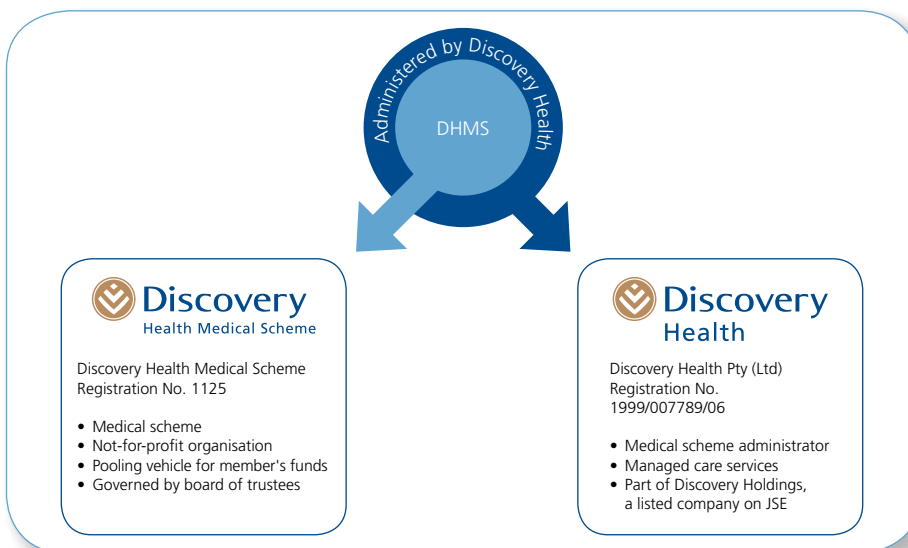 Administered by Discovery Health
DHMS
Discovery
Health Medical Scheme
Discovery Health Medical Scheme
Registration No. 1125
• Medical scheme
• Not-for-profit organisation
• Pooling vehicle for member's funds
• Governed by board of trustees
Discovery
Health
Discovery Health Pty (Ltd)
Registration No.
1999/007789/06
• Medical scheme administrator
• Managed care services
• Part of Discovery Holdings,
a listed company on JSE